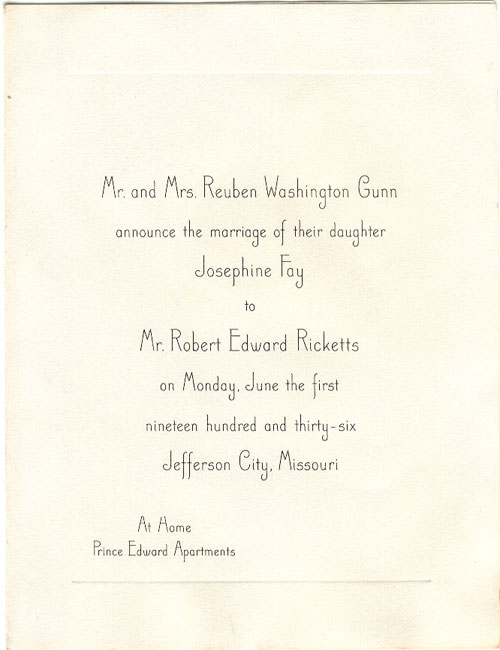 Mr. and Mrs. Reuben Washington Gunn
announce the marriage of their daughter
Josephine Fay
to
Mr. Robert Edward Ricketts
on Monday, June the first
nineteen hundred and thirty-six
Jefferson City, Missouri
At Home
Prince Edward Apartments